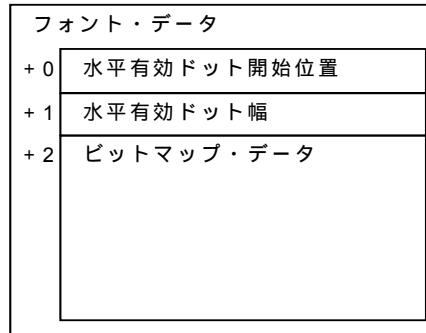 フォント・データ
+0 水平有効ドット開始位置
+1 水平有効ドット幅
+2 ビットマップ・データ